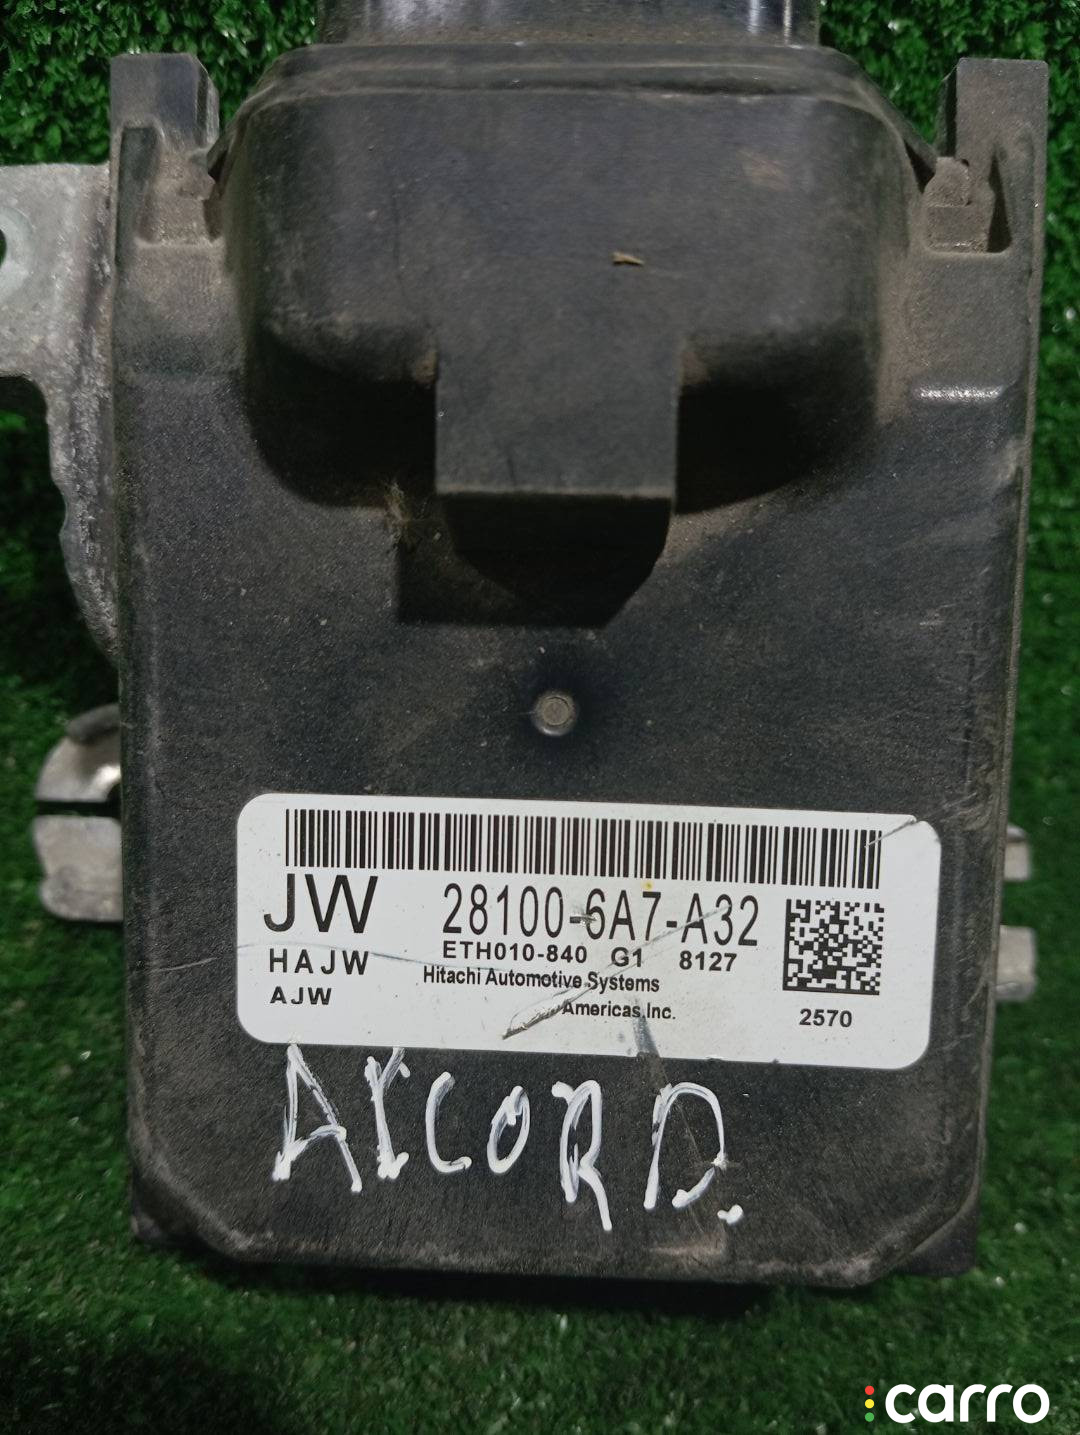 JW 28100-6A7-A32
ETH010-840 G1 8127
HAJW
Hitachi Automotive Systems
AJW
Americas, Inc.
2570
ACCORD.
carro